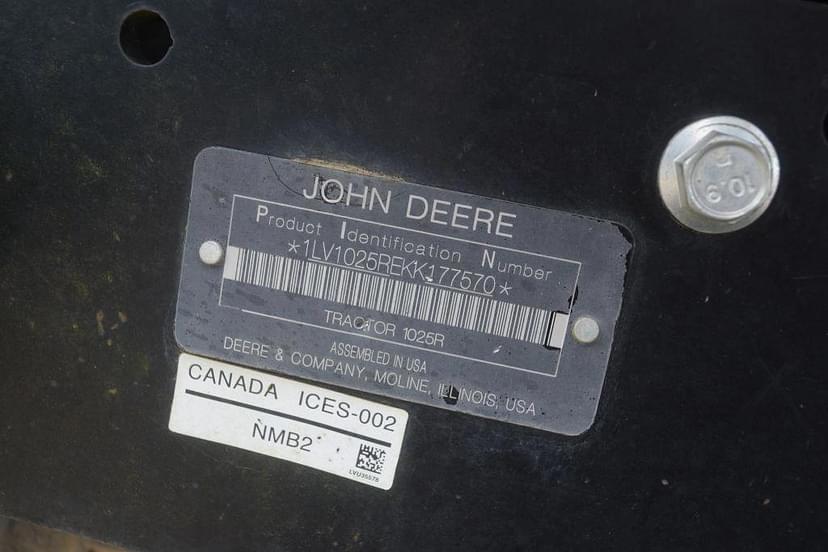 JOHN DEERE
Product Identification Number
*1LV1025REKK177570*
TRACTOR 1025R
ASSEMBLED IN USA
DEERE & COMPANY, MOLINE, ILLINOIS, USA
CANADA ICES-002
NMB2
LVU35578
10.9